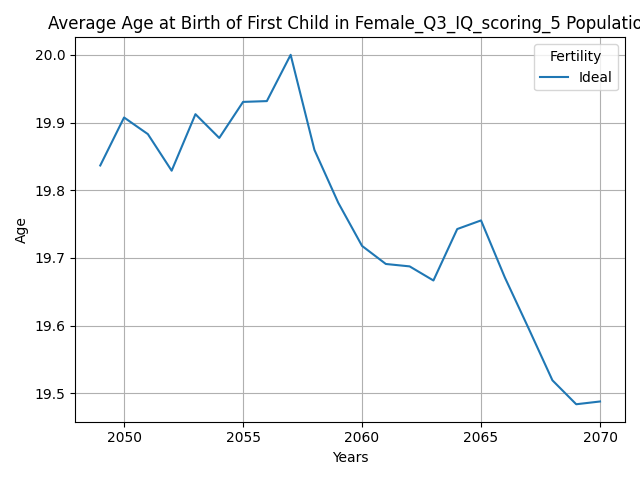 Average Age at Birth of First Child in Female_Q3_IQ_scoring_5 Populatio
Fertility
Ideal
20.0
19.9
19.8
19.7
19.6
19.5
Age
2050 2055 2060 2065 2070
Years